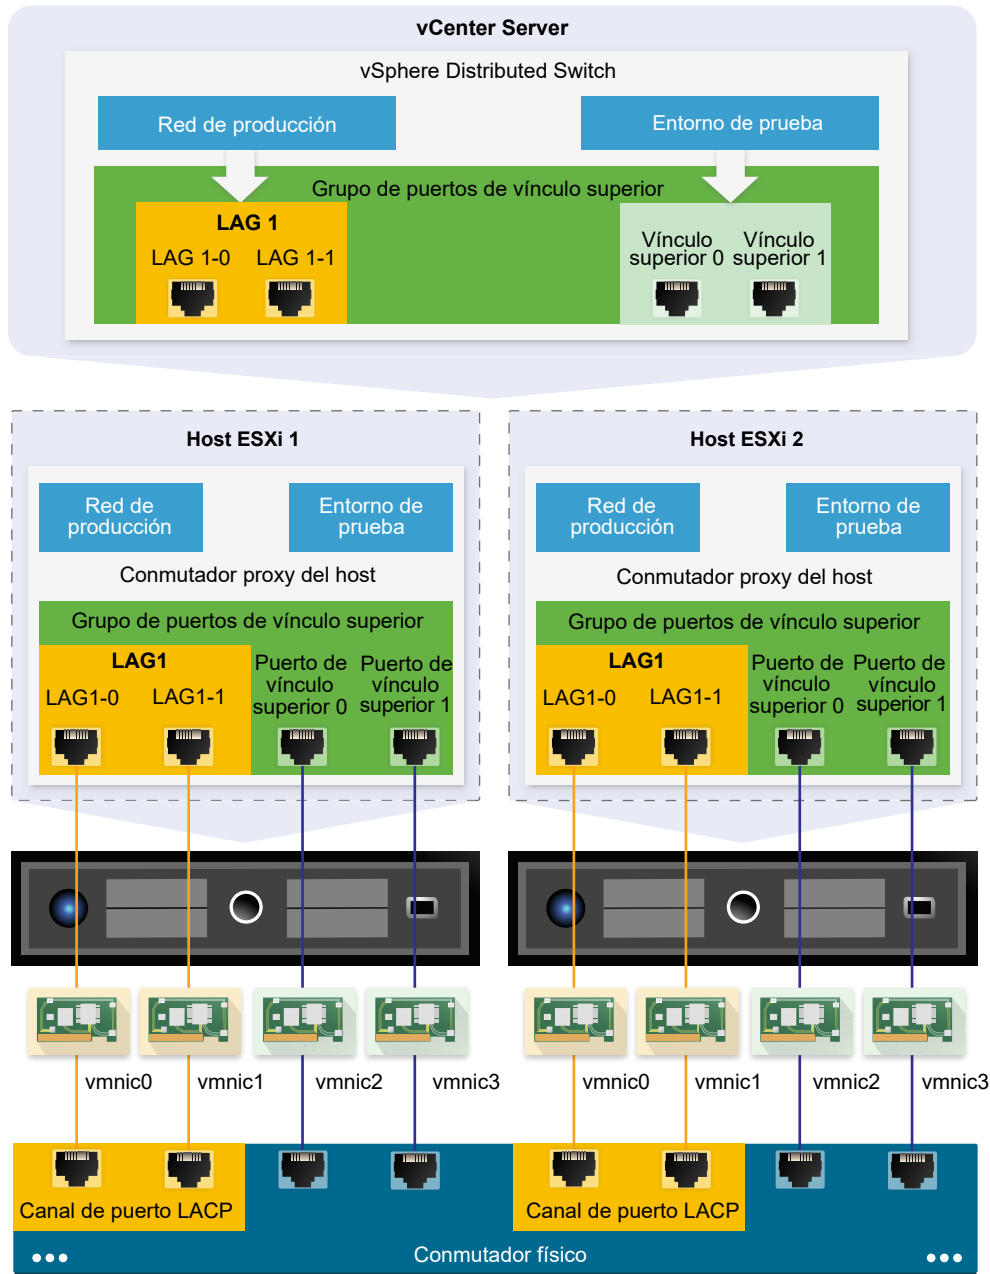 vCenter Server
vSphere Distributed Switch
Red de producción
Entorno de prueba
Grupo de puertos de vínculo superior
LAG 1
LAG 1-0
LAG 1-1
Vínculo
superior 0
Vínculo
superior 1
Host ESXi 1
Red de
producción
Entorno de
prueba
Conmutador proxy del host
Grupo de puertos de vínculo superior
LAG1
LAG1-0
LAG1-1
Puerto de
vínculo
superior 0
Puerto de
vínculo
superior 1
Host ESXi 2
Red de
producción
Entorno de
prueba
Conmutador proxy del host
Grupo de puertos de vínculo superior
LAG1
LAG1-0
LAG1-1
Puerto de
vínculo
superior 0
Puerto de
vínculo
superior 1
vmnic0
vmnic1
vmnic2
vmnic3
vmnic0
vmnic1
vmnic2
vmnic3
Canal de puerto LACP
Canal de puerto LACP
Conmutador físico